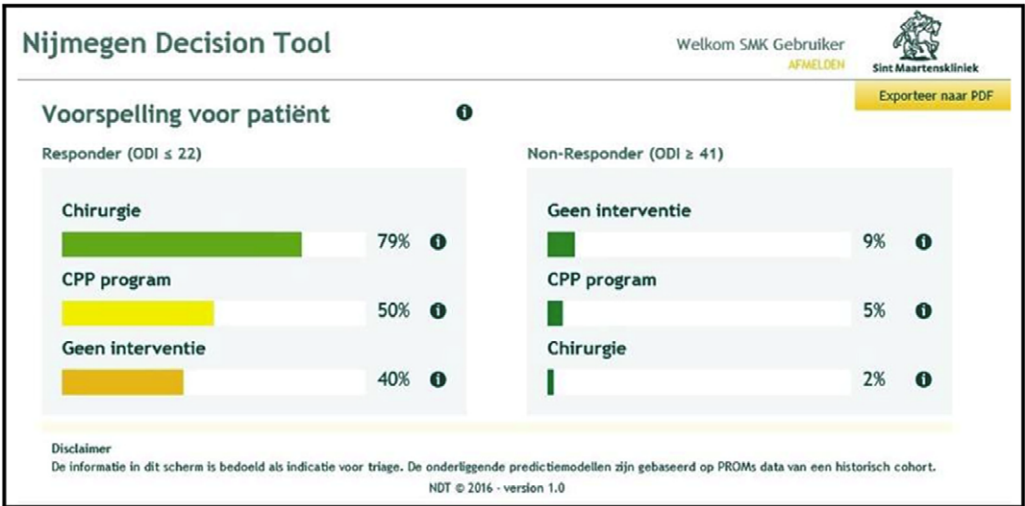 Nijmegen Decision Tool
Welkom SMK Gebruiker
AFMELDEN
Sint Maartenskliniek
Exporteer naar PDF
Voorspelling voor patiënt
Responder (ODI ≤ 22)
Chirurgie
79%
CPP program
50%
Geen interventie
40%
Non-Responder (ODI ≥ 41)
Geen interventie
9%
CPP program
5%
Chirurgie
2%
Disclaimer
De informatie in dit scherm is bedoeld als indicatie voor triage. De onderliggende predictiemodellen zijn gebaseerd op PROMs data van een historisch cohort.
NDT © 2016 - version 1.0